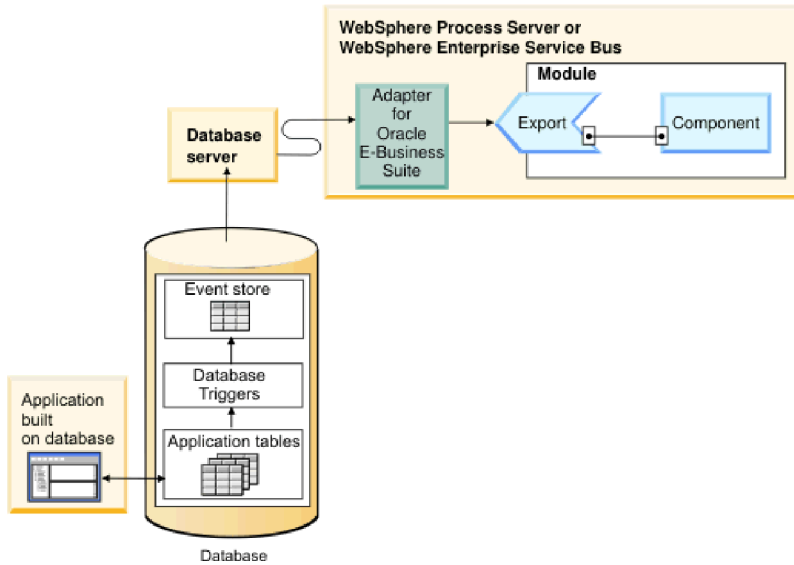 WebSphere Process Server or
WebSphere Enterprise Service Bus
Module
Adapter
for
Oracle
E-Business
Suite
Export
Component
Database
server
Event store
Database
Triggers
Application tables
Application
built
on database
Database